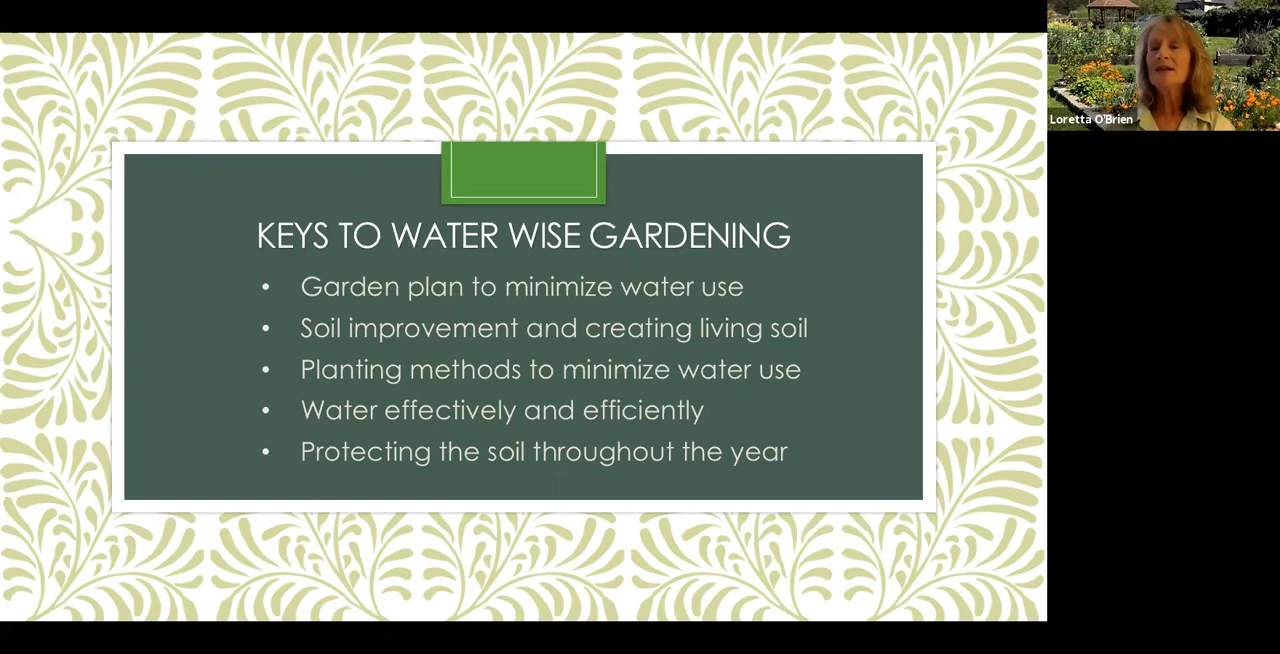 KEYS TO WATER WISE GARDENING
• Garden plan to minimize water use
• Soil improvement and creating living soil
• Planting methods to minimize water use
• Water effectively and efficiently
• Protecting the soil throughout the year
Loretta O'Brien